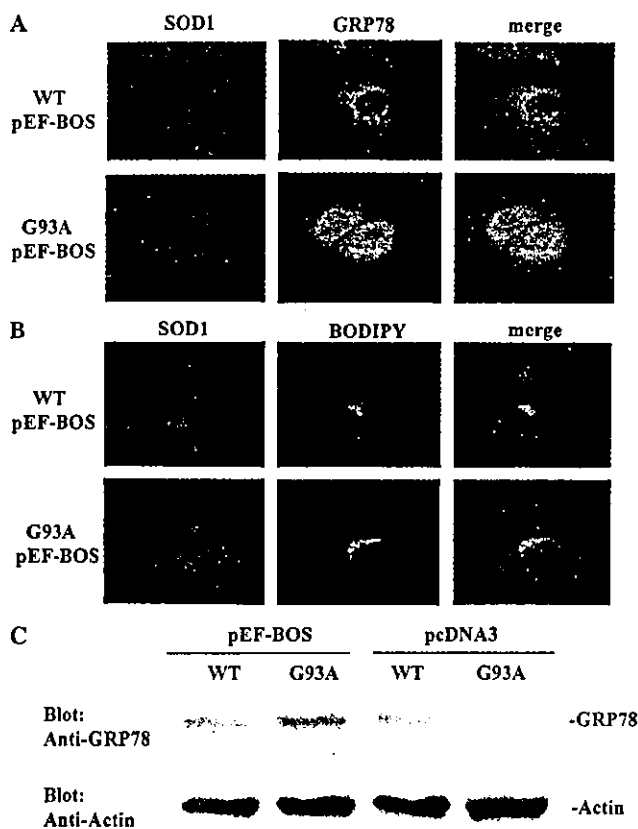 A SOD1 GRP78 merge
WT
pEF-BOS
G93A
pEF-BOS
B SOD1 BODIPY merge
WT
pEF-BOS
G93A
pEF-BOS
C pEF-BOS pcDNA3
WT G93A WT G93A
Blot:
Anti-GRP78 -GRP78
Blot:
Anti-Actin -Actin